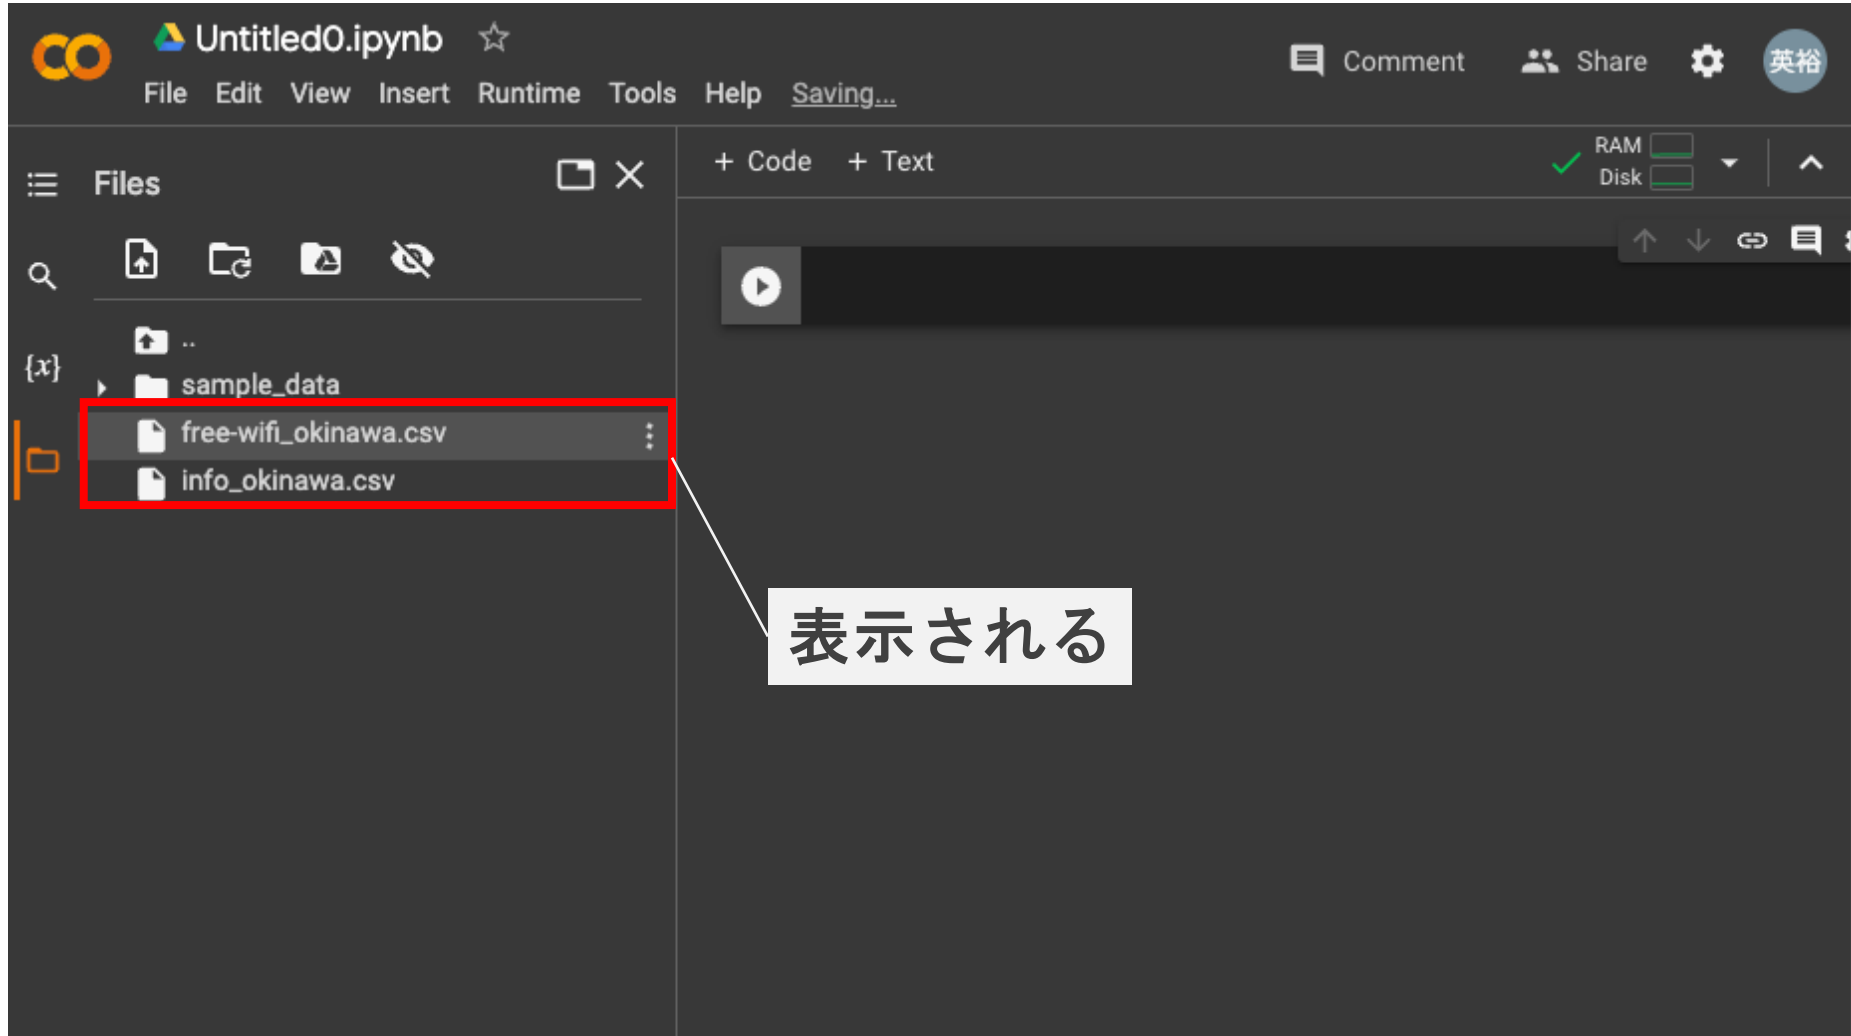 Untitled0.ipynb
Comment
Share
英裕
File Edit View Insert Runtime Tools Help Saving...
Files
+ Code + Text
RAM
Disk
..
{x}
sample_data
free-wifi_okinawa.csv
info_okinawa.csv
表示される